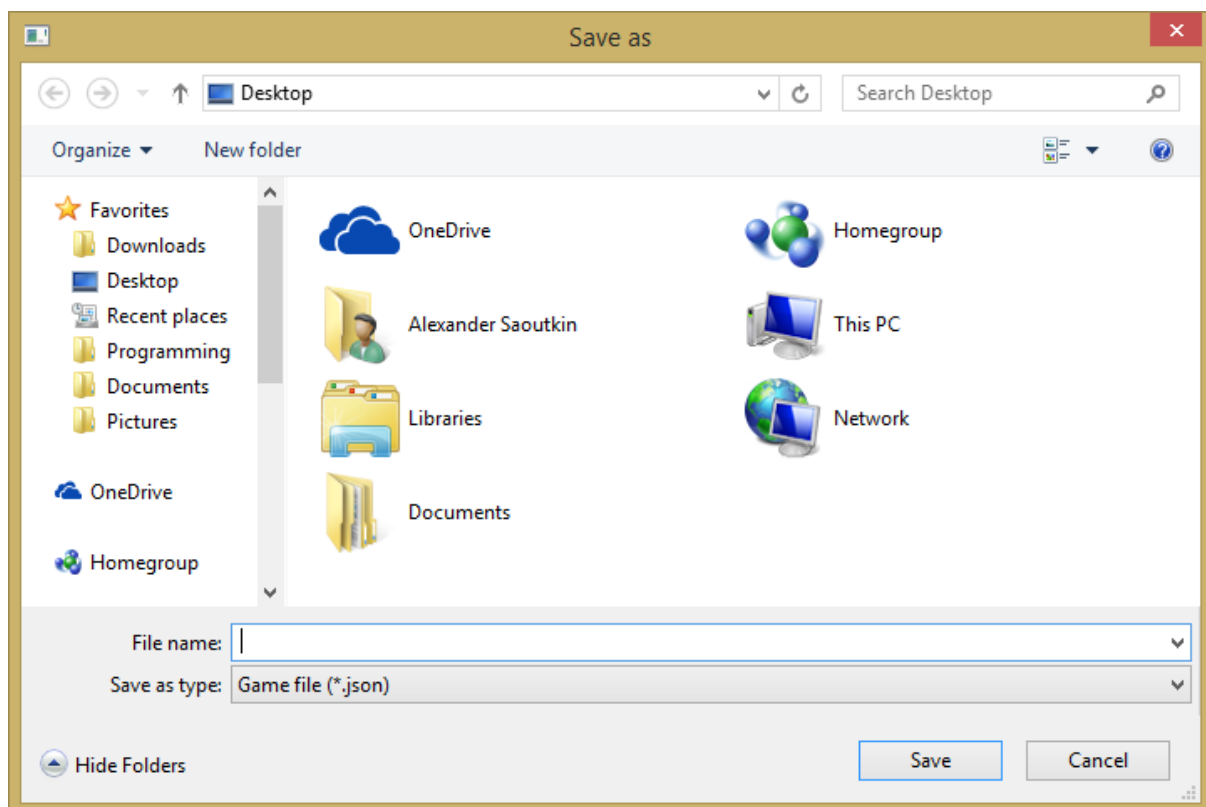 Save as
Desktop
Search Desktop
Organize
New folder
Favorites
Downloads
Desktop
Recent places
Programming
Documents
Pictures
OneDrive
Homegroup
OneDrive
Homegroup
Alexander Saoutkin
This PC
Libraries
Network
Documents
File name:
Save as type: Game file (*.json)
Hide Folders
Save
Cancel